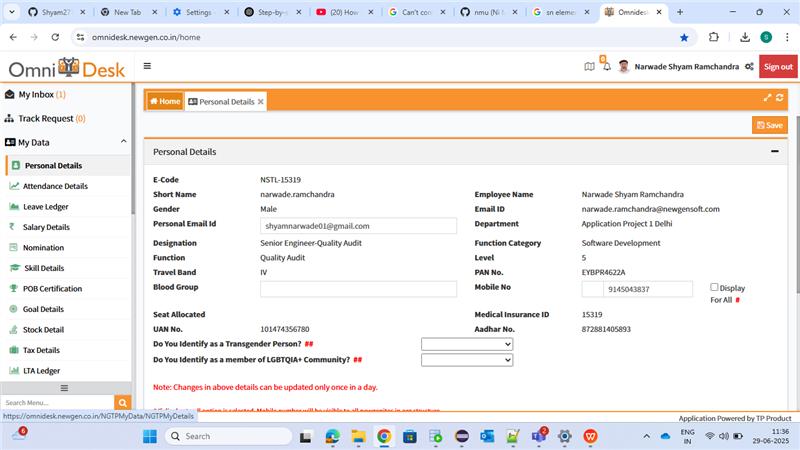 Shyam27
New Tab
Settings -
Step-by-s
(20) How
Can't con
nmu (Ni M
sn elemen
Omnidesk
omnidesk.newgen.co.in/home
S
Omni Desk
6
Narwade Shyam Ramchandra
Sign out
My Inbox (1)
Track Request (0)
My Data
Personal Details
Attendance Details
Leave Ledger
Salary Details
Nomination
Skill Details
POB Certification
Goal Details
Stock Detail
Tax Details
LTA Ledger
Search Menu...
Home
Personal Details
Save
Personal Details
E-Code NSTL-15319
Short Name narwade.ramchandra Employee Name Narwade Shyam Ramchandra
Gender Male Email ID narwade.ramchandra@newgensoft.com
Personal Email Id shyamnarwade01@gmail.com Department Application Project 1 Delhi
Designation Senior Engineer-Quality Audit Function Category Software Development
Function Quality Audit Level 5
Travel Band IV PAN No. EYBPR4622A
Blood Group Mobile No 9145043837 Display
For All #
Seat Allocated Medical Insurance ID 15319
UAN No. 101474356780 Aadhar No. 872881405893
Do You Identify as a Transgender Person? ##
Do You Identify as a member of LGBTQIA+ Community? ##
Note: Changes in above details can be updated only once in a day.
https://omnidesk.newgen.co.in/NGTPMyData/NGTPMyDetails
Application Powered by TP Product
6
Search
2
ENG
IN
11:36
29-06-2025